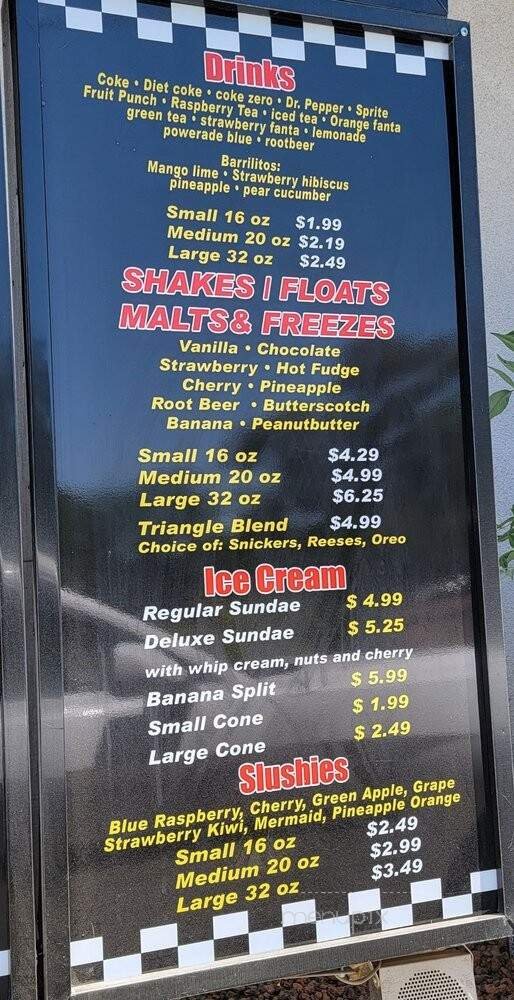 Drinks
Coke • Diet coke • coke zero • Dr. Pepper • Sprite
Fruit Punch • Raspberry Tea • iced tea • Orange fanta
green tea • strawberry fanta • lemonade
powerade blue • rootbeer
Barrilitos:
Mango lime • Strawberry hibiscus
pineapple • pear cucumber
Small 16 oz $1.99
Medium 20 oz $2.19
Large 32 oz $2.49
SHAKES | FLOATS
MALTS& FREEZES
Vanilla • Chocolate
Strawberry • Hot Fudge
Cherry • Pineapple
Root Beer • Butterscotch
Banana • Peanutbutter
Small 16 oz $4.29
Medium 20 oz $4.99
Large 32 oz $6.25
Triangle Blend $4.99
Choice of: Snickers, Reeses, Oreo
Ice Cream
Regular Sundae $ 4.99
Deluxe Sundae $ 5.25
with whip cream, nuts and cherry
Banana Split $ 5.99
Small Cone $ 1.99
Large Cone $ 2.49
Slushies
Blue Raspberry, Cherry, Green Apple, Grape
Strawberry Kiwi, Mermaid, Pineapple Orange
Small 16 oz $2.49
Medium 20 oz $2.99
Large 32 oz $3.49
menupix